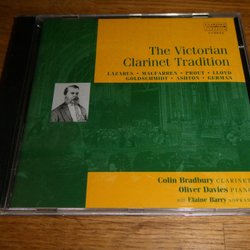 The Victorian
Clarinet Tradition
LAZARUS • MACFARREN • PROUT • LLOYD
GOLDSCHMIDT • ASHTON • GERMAN
Colin Bradbury CLARINET
Oliver Davies PIANO
with Elaine Barry SOPRANO